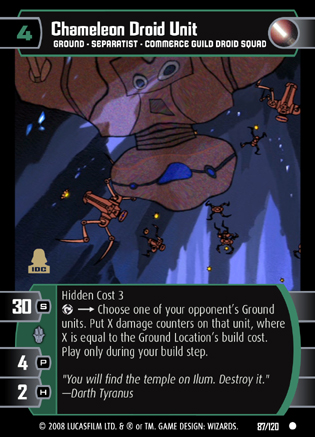 4
Chameleon Droid Unit
GROUND - SEPARATIST - COMMERCE GUILD DROID SQUAD
IDC
30 S
4 P
2 H
Hidden Cost 3
→ Choose one of your opponent's Ground
units. Put X damage counters on that unit, where
X is equal to the Ground Location's build cost.
Play only during your build step.
"You will find the temple on Ilum. Destroy it."
—Darth Tyranus
© 2008 LUCASFILM LTD. & ® or TM. GAME DESIGN: WIZARDS. 87/120